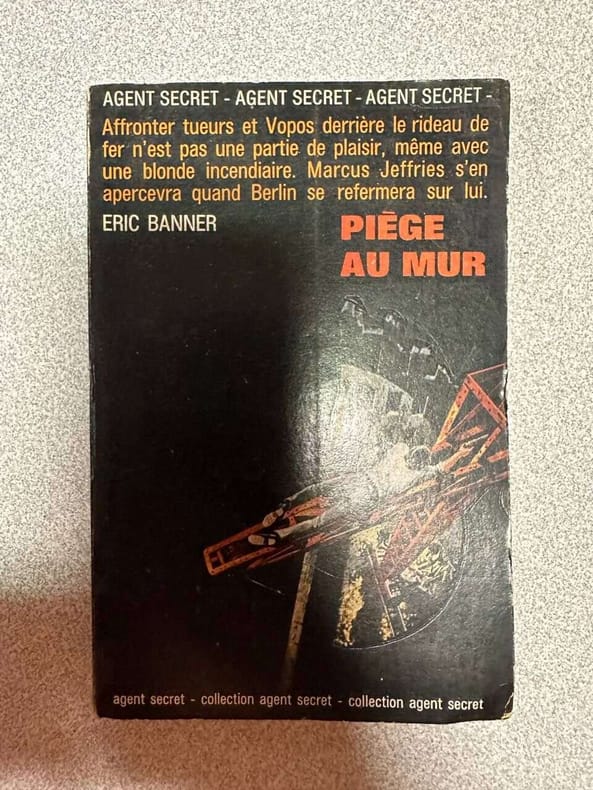 AGENT SECRET - AGENT SECRET - AGENT SECRET -
Affronter tueurs et Vopos derrière le rideau de
fer n'est pas une partie de plaisir, même avec
une blonde incendiaire. Marcus Jeffries s'en
apercevra quand Berlin se refermera sur lui.
ERIC BANNER
PIÈGE
AU MUR
agent secret - collection agent secret - collection agent secret